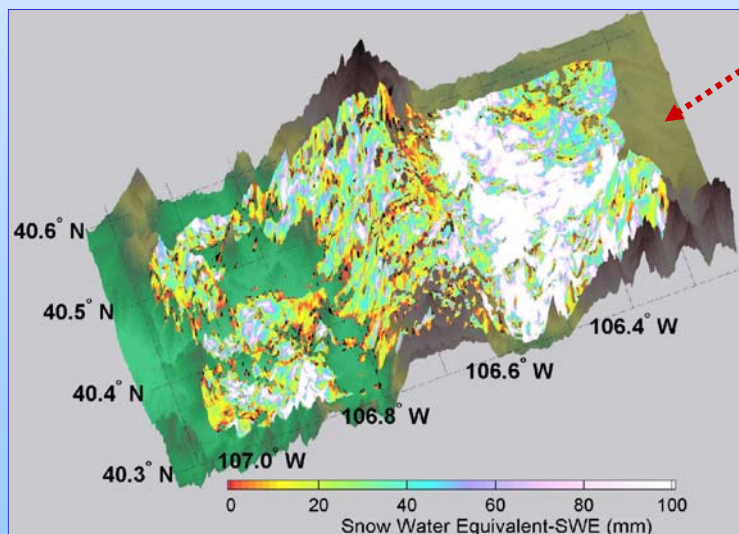 40.6° N
40.5° N
40.4° N
40.3° N
107.0° W
106.8° W
106.6° W
106.4° W
0 20 40 60 80 100
Snow Water Equivalent-SWE (mm)